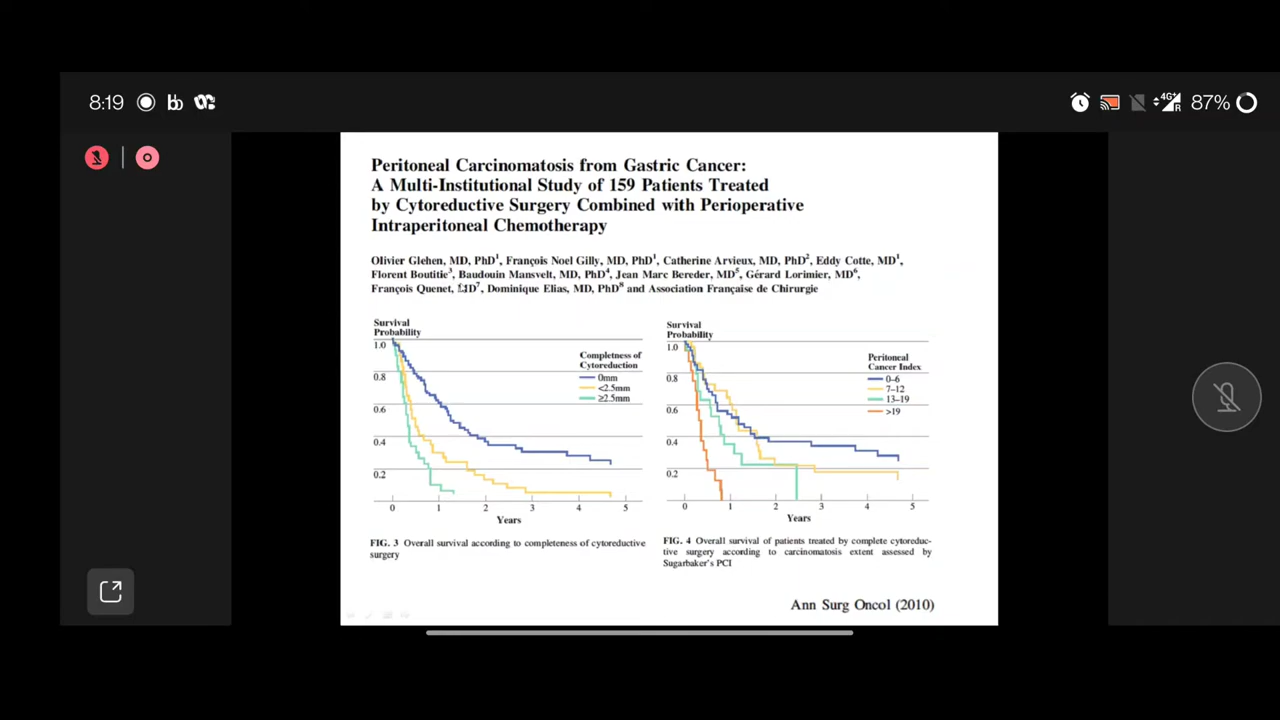 8:19
4G+
R
87%
Peritoneal Carcinomatosis from Gastric Cancer:
A Multi-Institutional Study of 159 Patients Treated
by Cytoreductive Surgery Combined with Perioperative
Intraperitoneal Chemotherapy
Olivier Glehen, MD, PhD1, François Noel Gilly, MD, PhD1, Catherine Arvieux, MD, PhD2, Eddy Cotte, MD1,
Florent Boutitie3, Baudouin Mansvelt, MD, PhD4, Jean Marc Bereder, MD5, Gérard Lorimier, MD6,
François Quenet, MD7, Dominique Elias, MD, PhD8 and Association Française de Chirurgie
Survival
Probability
1.0
0.8
0.6
0.4
0.2
0 1 2 3 4 5
Years
Completness of
Cytoreduction
0mm
<2.5mm
≥2.5mm
FIG. 3 Overall survival according to completeness of cytoreductive
surgery
Survival
Probability
1.0
0.8
0.6
0.4
0.2
0 1 2 3 4 5
Years
Peritoneal
Cancer Index
0–6
7–12
13–19
>19
FIG. 4 Overall survival of patients treated by complete cytoreduc-
tive surgery according to carcinomatosis extent assessed by
Sugarbaker's PCI
Ann Surg Oncol (2010)